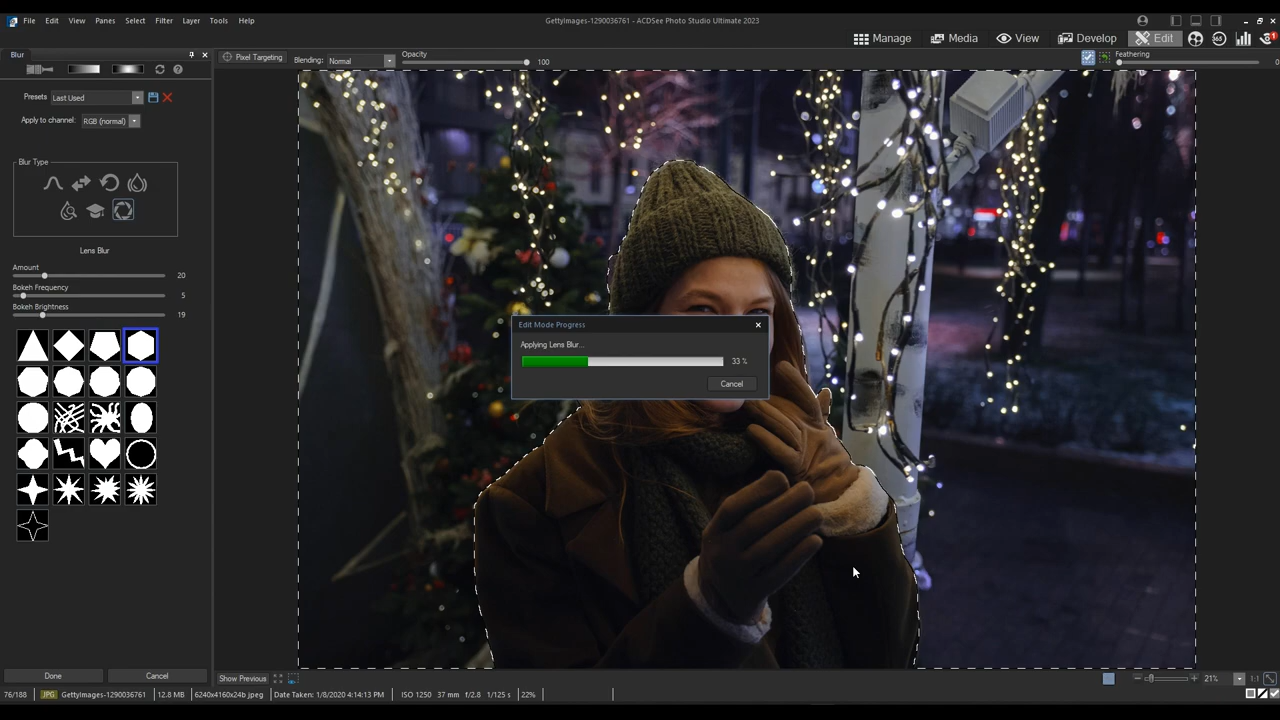 File Edit View Panes Select Filter Layer Tools Help
GettyImages-1290036761 - ACDSee Photo Studio Ultimate 2023
Manage Media View Develop Edit 365 1
Blur
Pixel Targeting Blending: Normal Opacity 100 Feathering 0
Presets Last Used
Apply to channel: RGB (normal)
Blur Type
Lens Blur
Amount 20
Bokeh Frequency 5
Bokeh Brightness 19
Edit Mode Progress
Applying Lens Blur...
33 %
Cancel
Done Cancel
Show Previous 21% 1:1
76/188 JPG GettyImages-1290036761 12.8 MB 6240x4160x24b jpeg Date Taken: 1/8/2020 4:14:13 PM ISO 1250 37 mm f/2.8 1/125 s 22%